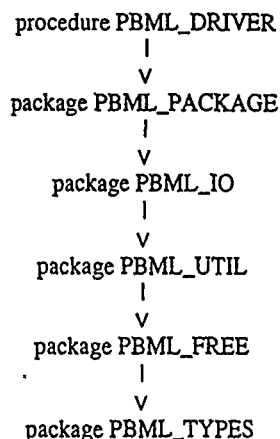 procedure PBML_DRIVER
|
V
package PBML_PACKAGE
|
V
package PBML_IO
|
V
package PBML_UTIL
|
V
package PBML_FREE
|
V
package PBML_TYPES